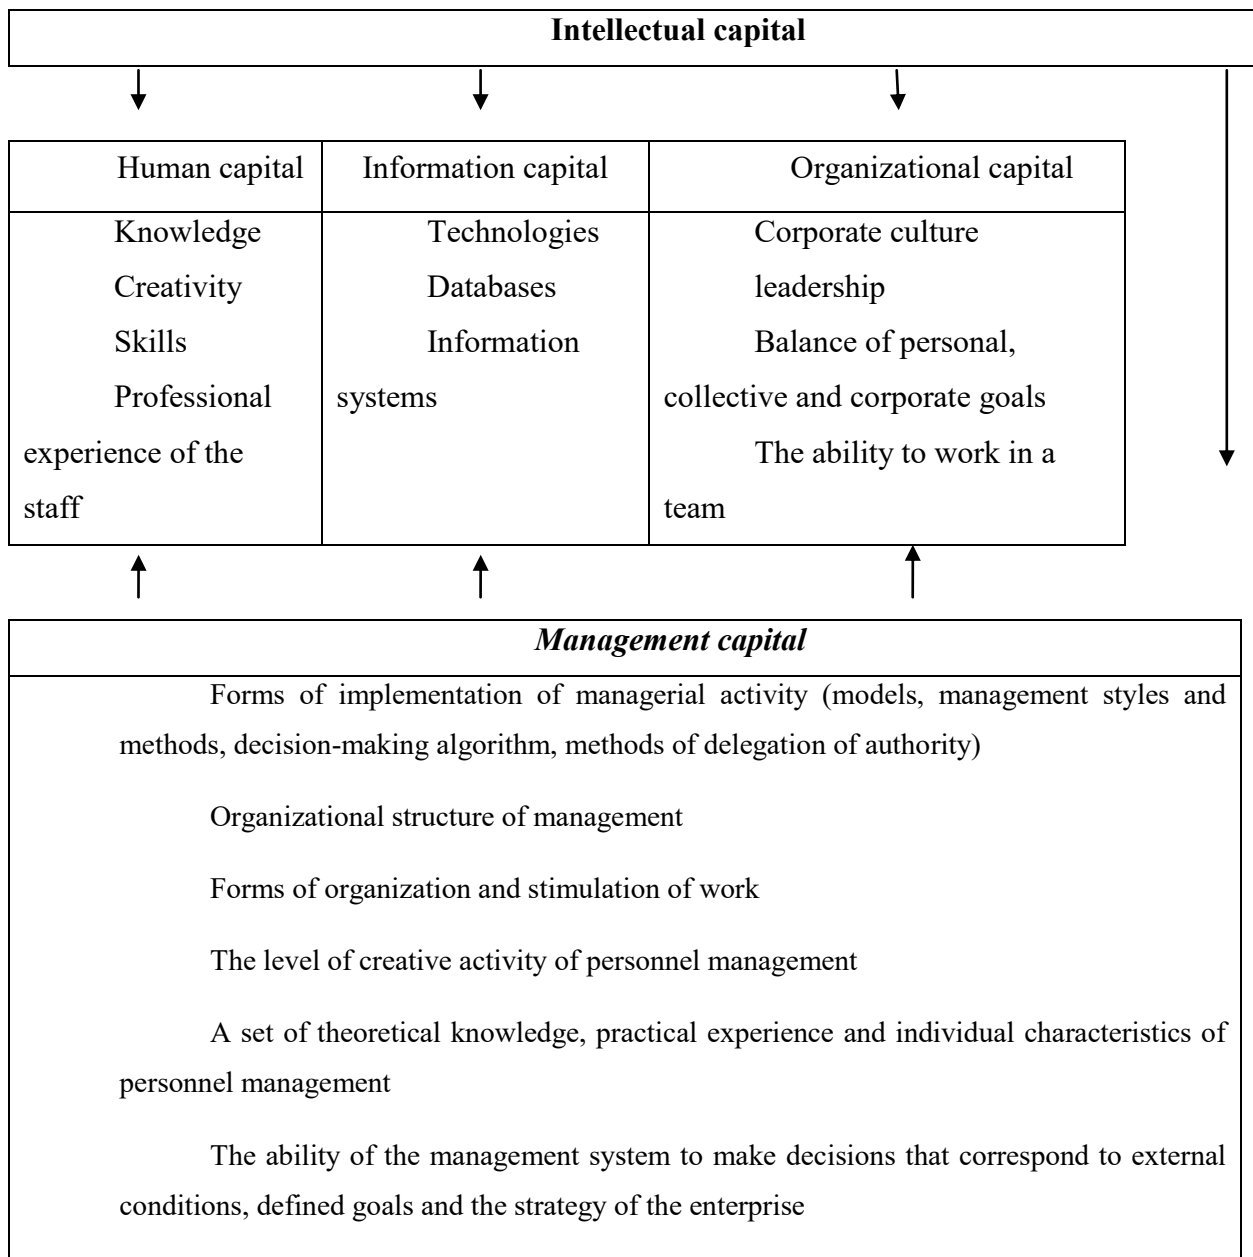 Intellectual capital
Human capital
Information capital
Organizational capital
Knowledge
Creativity
Skills
Professional
experience of the
staff
Technologies
Databases
Information
systems
Corporate culture
leadership
Balance of personal,
collective and corporate goals
The ability to work in a
team
Management capital
Forms of implementation of managerial activity (models, management styles and
methods, decision-making algorithm, methods of delegation of authority)
Organizational structure of management
Forms of organization and stimulation of work
The level of creative activity of personnel management
A set of theoretical knowledge, practical experience and individual characteristics of
personnel management
The ability of the management system to make decisions that correspond to external
conditions, defined goals and the strategy of the enterprise